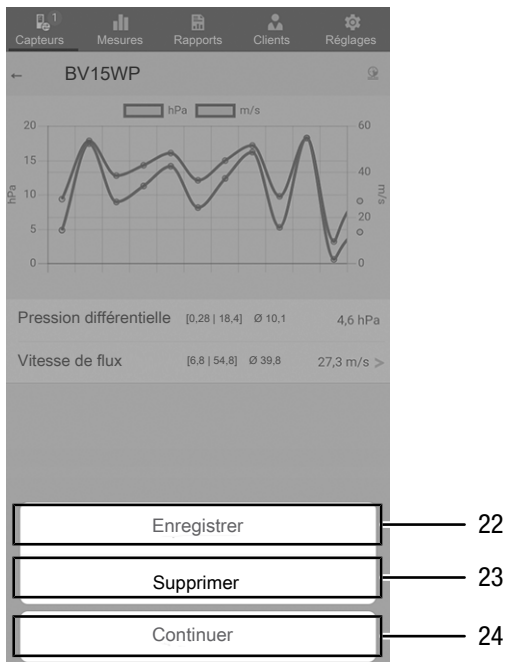 1
Capteurs Mesures Rapports Clients Réglages
← BV15WP
hPa m/s
20 60
15
40
10
20
5
0 0
hPa
m/s
Pression différentielle [0,28 | 18,4] Ø 10,1 4,6 hPa
Vitesse de flux [6,8 | 54,8] Ø 39,8 27,3 m/s >
Enregistrer 22
Supprimer 23
Continuer 24